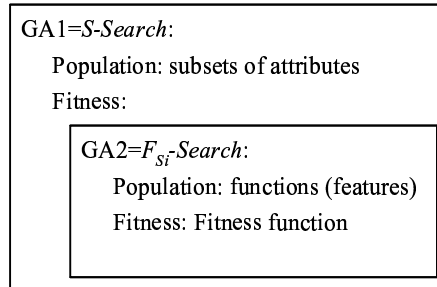 GA1=S-Search:
Population: subsets of attributes
Fitness:
GA2=F_Si-Search:
Population: functions (features)
Fitness: Fitness function